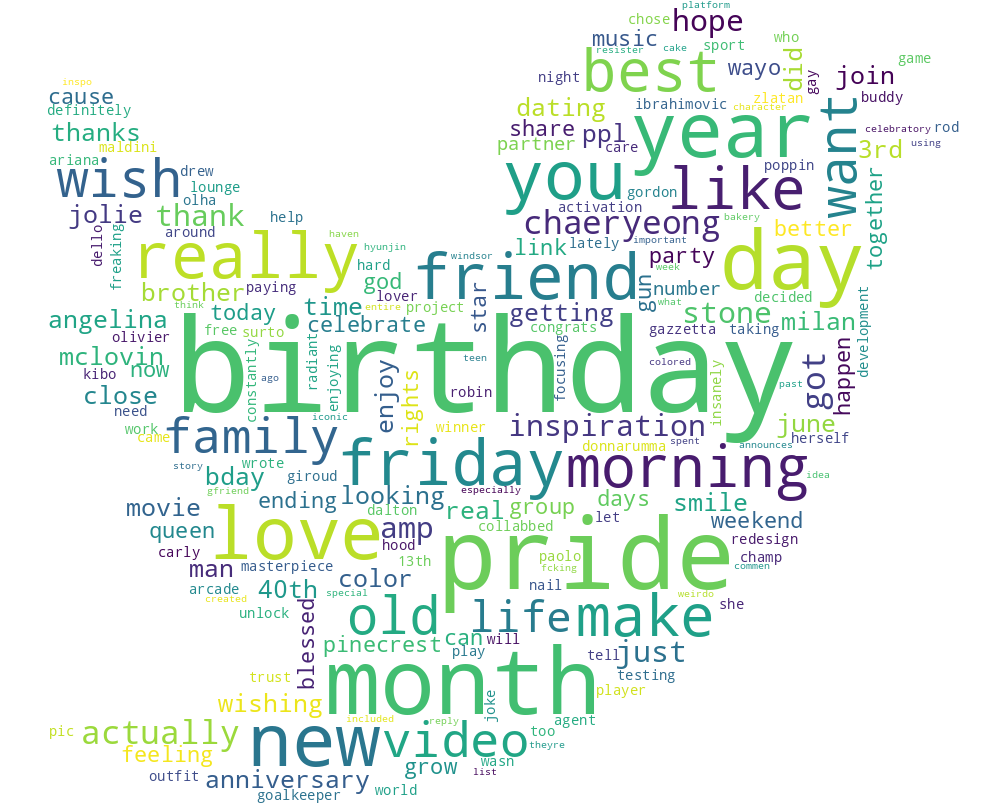 platform
chose hope who
music resister cake sport did game
best wayo gay join
night
inspo cause dating ibrahimovic zlatan buddy
definitely character
thanks share ppl year want celebratory rod
maldini partner care using
ariana wish drew you like poppin 3rd
lounge gordon
jolie thank olha activation together
help chaeryeong bakery better
dello around link lately important day
freaking really haven hyunjin friend windsor party
hard week
brother paying god gun number what decided
lover project star getting stone
angelina today time entire
think congrats milan
free surto celebrate gazzetta taking development
olivier birthday
mclovin now radiant teen focusing colored got happen
kibo constantly ago enjoying enjoy insanely past
close robin
need iconic rights inspiration june
work family winner
came donnarumma spent announces herself
story wrote friday morning
bday giroud idea
gfriend looking especially
movie ending real group days smile
love dalton
queen amp collabbed let weekend
carly hood pride redesign
man masterpiece 13th paolo champ
fcking commen
arcade 40th color nail
created special weirdo
unlock old life make she
blessed
pinecrest can will just
play tell
trust month testing
wishing player
actually new included video joke reply agent
pic too
feeling wasn theyre
outfit anniversary grow list
goalkeeper world